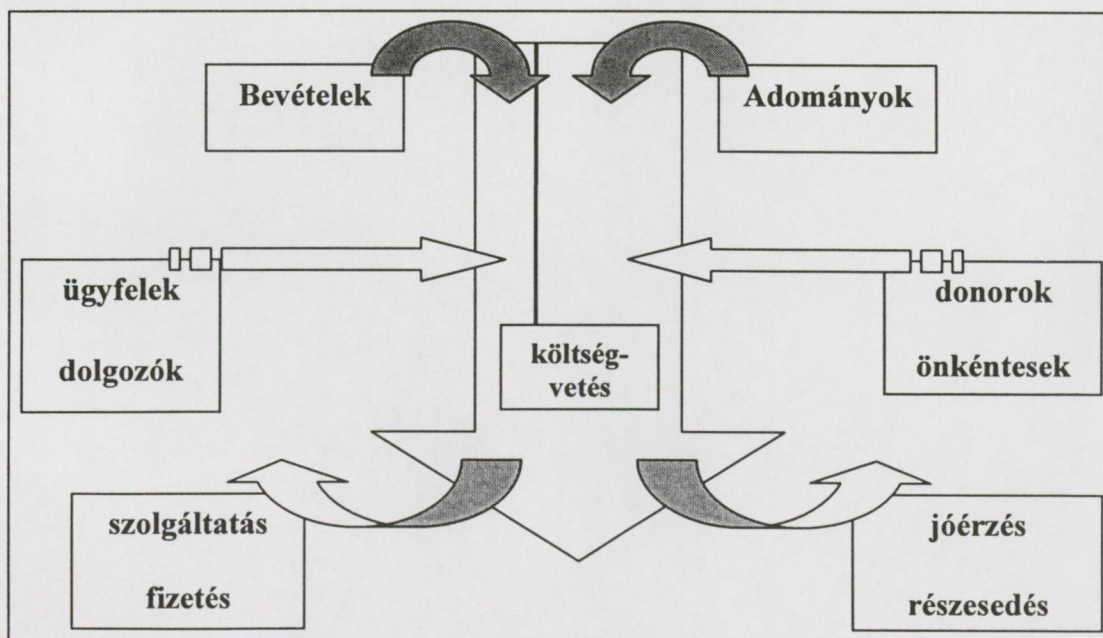 Bevételek
Adományok
ügyfelek
dolgozók
donorok
önkéntesek
költség-
vetés
szolgáltatás
fizetés
jóérzés
részesedés